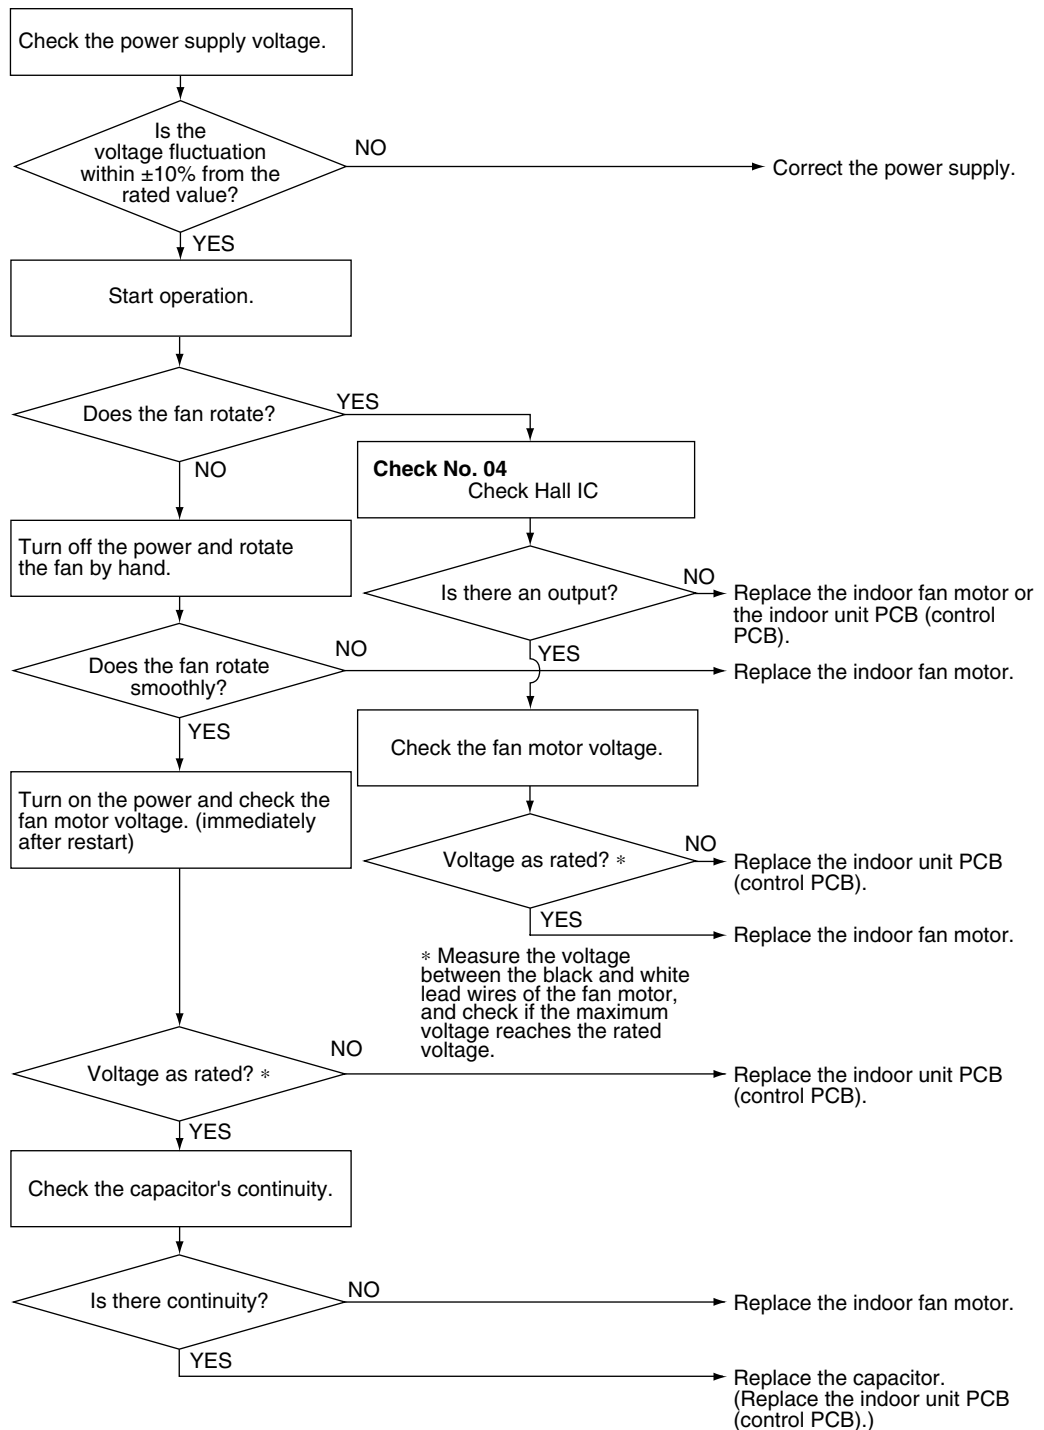 Check the power supply voltage.
Is the
voltage fluctuation
within ±10% from the
rated value?
NO
Correct the power supply.
YES
Start operation.
Does the fan rotate?
YES
NO
Check No. 04
Check Hall IC
Turn off the power and rotate
the fan by hand.
Is there an output?
NO
Replace the indoor fan motor or
the indoor unit PCB (control
PCB).
YES
Does the fan rotate
smoothly?
NO
Replace the indoor fan motor.
YES
Check the fan motor voltage.
Turn on the power and check the
fan motor voltage. (immediately
after restart)
Voltage as rated? *
NO
Replace the indoor unit PCB
(control PCB).
YES
Replace the indoor fan motor.
* Measure the voltage
between the black and white
lead wires of the fan motor,
and check if the maximum
voltage reaches the rated
voltage.
Voltage as rated? *
NO
Replace the indoor unit PCB
(control PCB).
YES
Check the capacitor's continuity.
Is there continuity?
NO
Replace the indoor fan motor.
YES
Replace the capacitor.
(Replace the indoor unit PCB
(control PCB).)